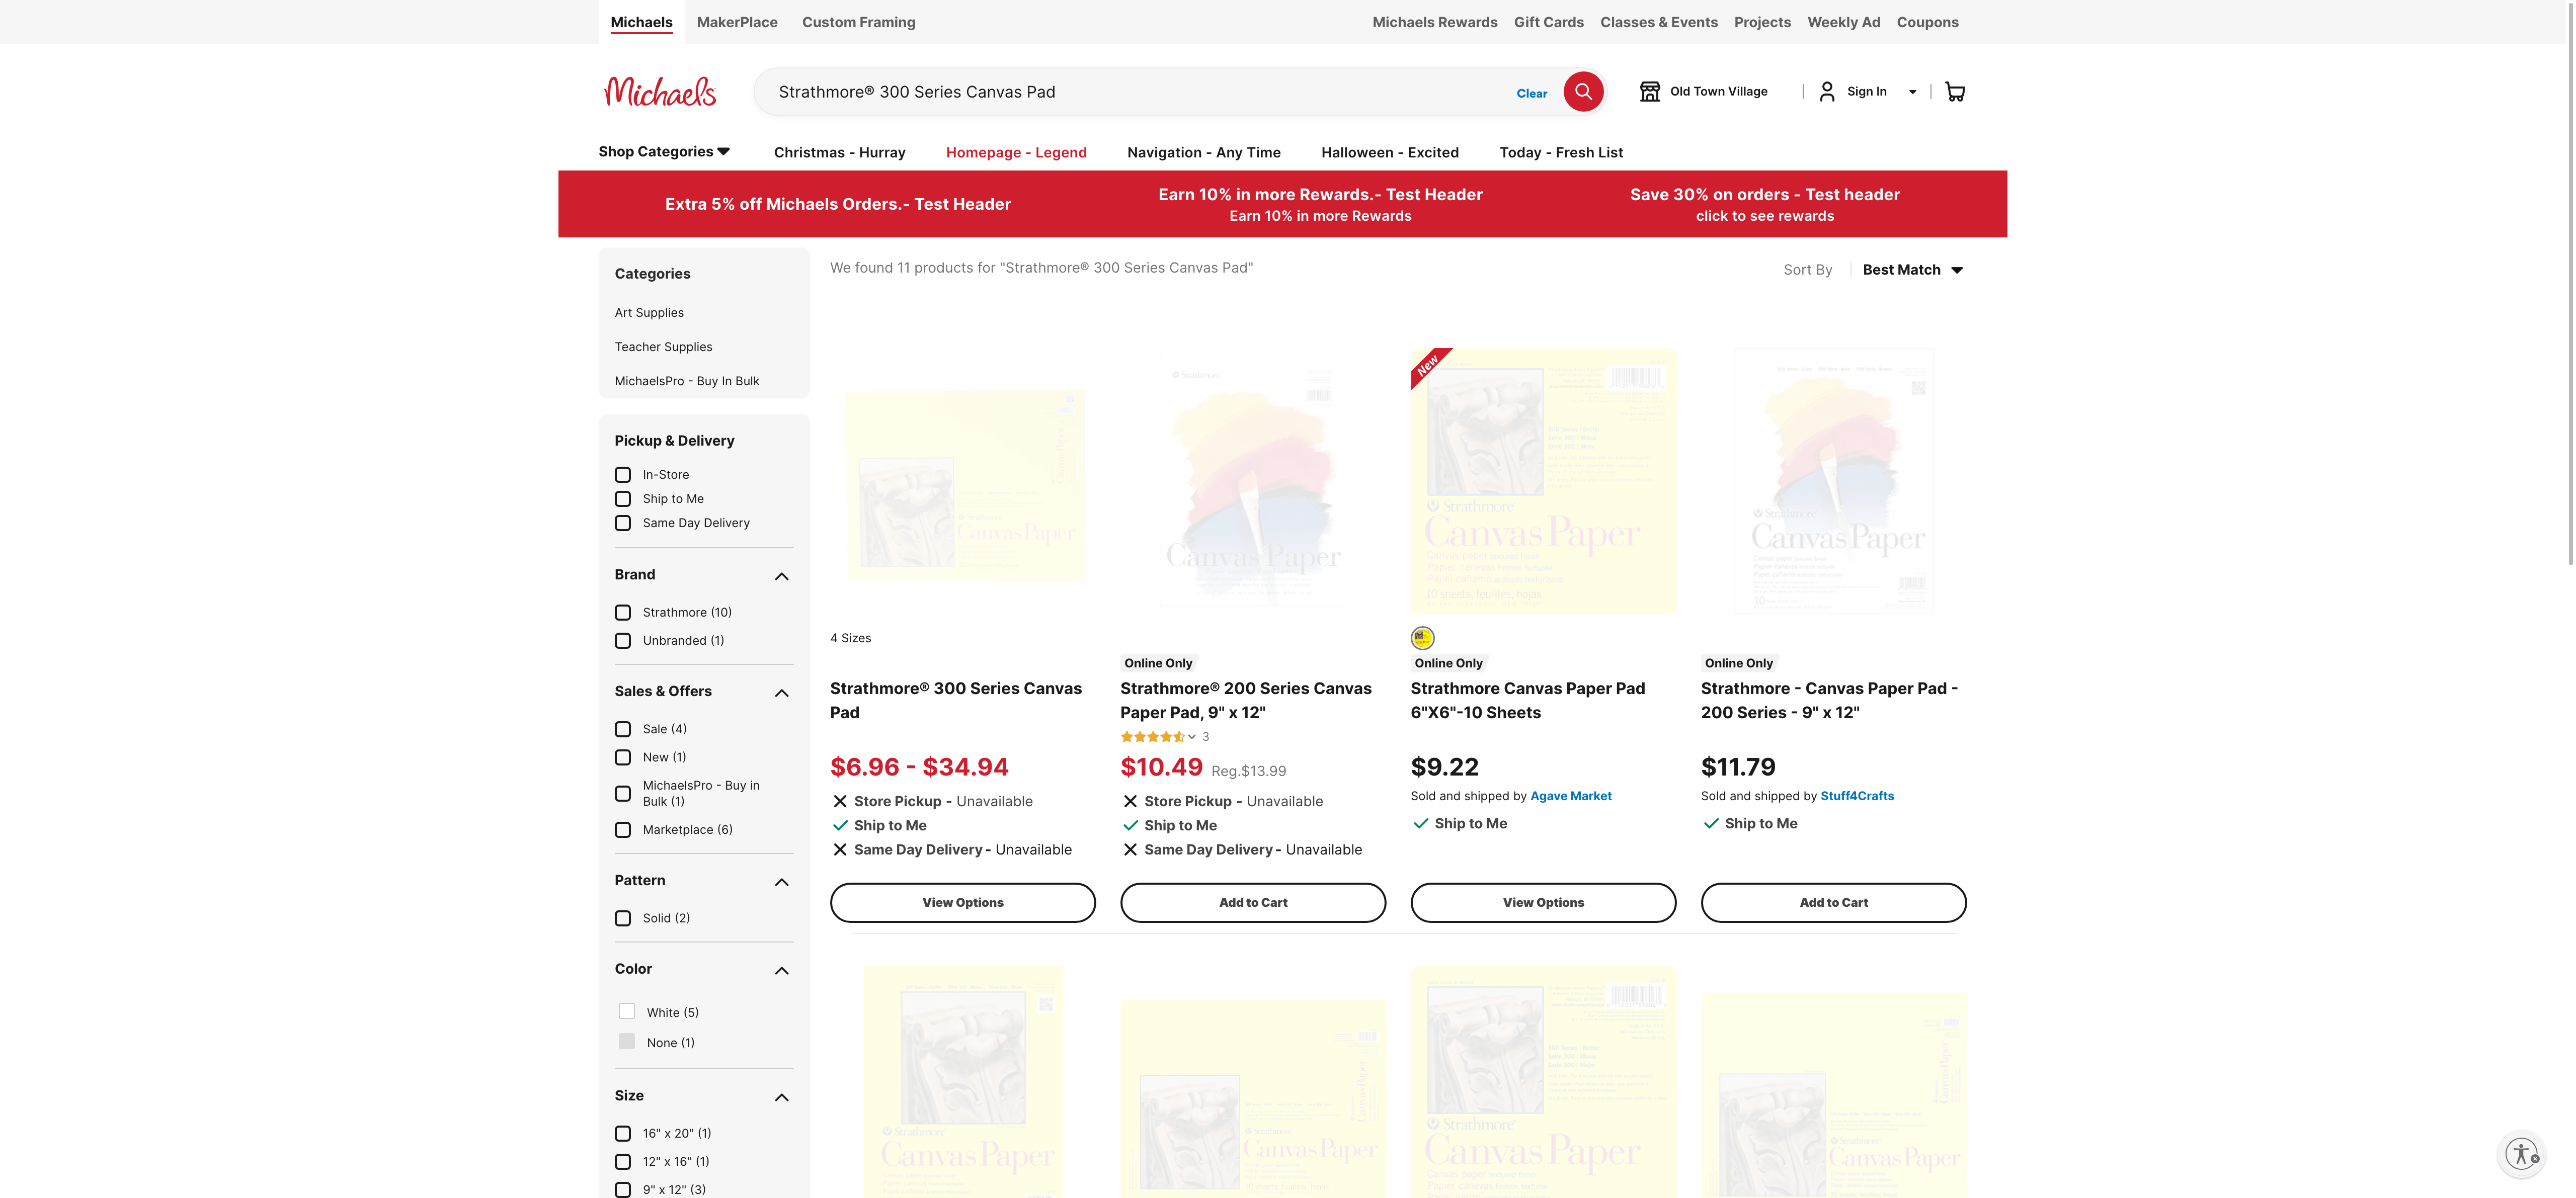 Michaels MakerPlace Custom Framing Michaels Rewards Gift Cards Classes & Events Projects Weekly Ad Coupons
Michaels
Strathmore® 300 Series Canvas Pad
Clear
Old Town Village
Sign In
Shop Categories Christmas - Hurray Homepage - Legend Navigation - Any Time Halloween - Excited Today - Fresh List
Extra 5% off Michaels Orders.- Test Header
Earn 10% in more Rewards.- Test Header
Earn 10% in more Rewards
Save 30% on orders - Test header
click to see rewards
Categories
Art Supplies
Teacher Supplies
MichaelsPro - Buy In Bulk
Pickup & Delivery
In-Store
Ship to Me
Same Day Delivery
Brand
Strathmore (10)
Unbranded (1)
Sales & Offers
Sale (4)
New (1)
MichaelsPro - Buy in
Bulk (1)
Marketplace (6)
Pattern
Solid (2)
Color
White (5)
None (1)
Size
16" x 20" (1)
12" x 16" (1)
9" x 12" (3)
We found 11 products for "Strathmore® 300 Series Canvas Pad"
Sort By
Best Match
Strathmore
Canvas Paper
4 Sizes
Strathmore® 300 Series Canvas
Pad
$6.96 - $34.94
Store Pickup - Unavailable
Ship to Me
Same Day Delivery - Unavailable
View Options
Strathmore
Canvas Paper
Online Only
Strathmore® 200 Series Canvas
Paper Pad, 9" x 12"
3
$10.49 Reg.$13.99
Store Pickup - Unavailable
Ship to Me
Same Day Delivery - Unavailable
Add to Cart
New
Strathmore
Canvas Paper
Canvas paper textured finish
10 sheets, feuilles, hojas
Online Only
Strathmore Canvas Paper Pad
6"X6"-10 Sheets
$9.22
Sold and shipped by Agave Market
Ship to Me
View Options
Strathmore
Canvas Paper
10
Online Only
Strathmore - Canvas Paper Pad -
200 Series - 9" x 12"
$11.79
Sold and shipped by Stuff4Crafts
Ship to Me
Add to Cart
Strathmore
Canvas Paper
Strathmore
Canvas Paper
Strathmore
Canvas Paper
Strathmore
Canvas Paper